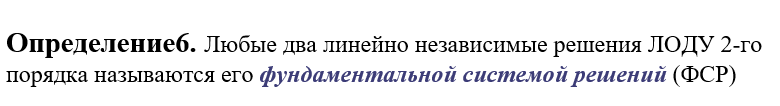 Определение6. Любые два линейно независимые решения ЛОДУ 2-го
порядка называются его фундаментальной системой решений (ФСР)